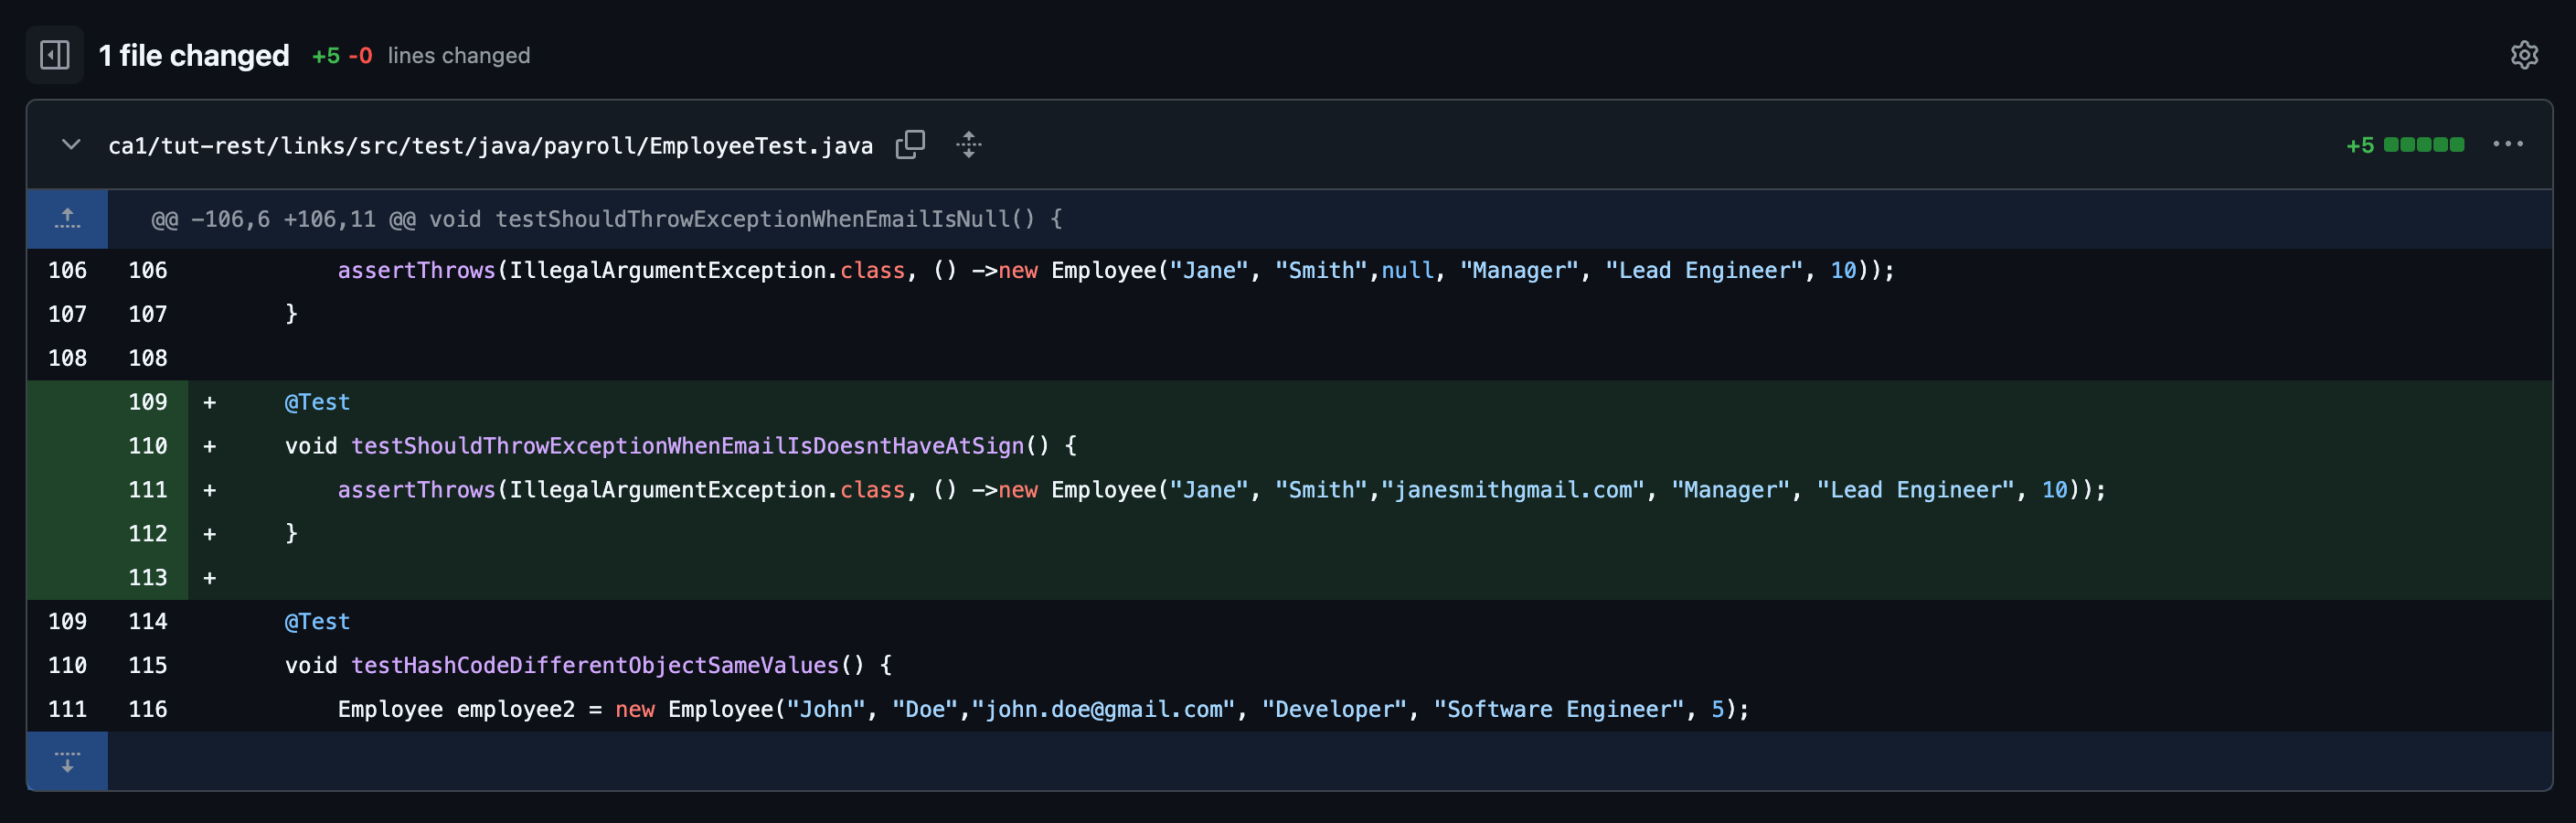 1 file changed +5 -0 lines changed
ca1/tut-rest/links/src/test/java/payroll/EmployeeTest.java +5
@@ -106,6 +106,11 @@ void testShouldThrowExceptionWhenEmailIsNull() {
106 106 assertThrows(IllegalArgumentException.class, () ->new Employee("Jane", "Smith",null, "Manager", "Lead Engineer", 10));
107 107 }
108 108
109 + @Test
110 + void testShouldThrowExceptionWhenEmailIsDoesntHaveAtSign() {
111 + assertThrows(IllegalArgumentException.class, () ->new Employee("Jane", "Smith","janesmithgmail.com", "Manager", "Lead Engineer", 10));
112 + }
113 +
109 114 @Test
110 115 void testHashCodeDifferentObjectSameValues() {
111 116 Employee employee2 = new Employee("John", "Doe","john.doe@gmail.com", "Developer", "Software Engineer", 5);